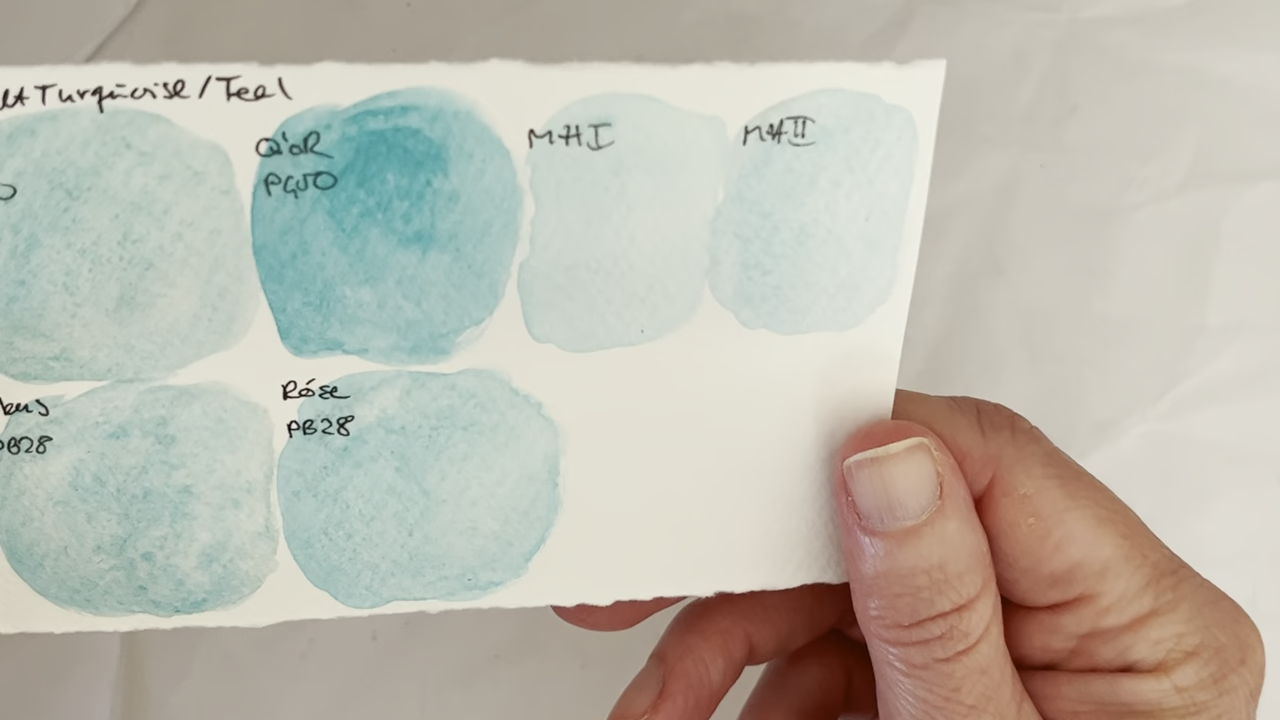 Turquoise/Teal
Q'oR
PG50
MH I
MH II
PB28
Róse
PB28